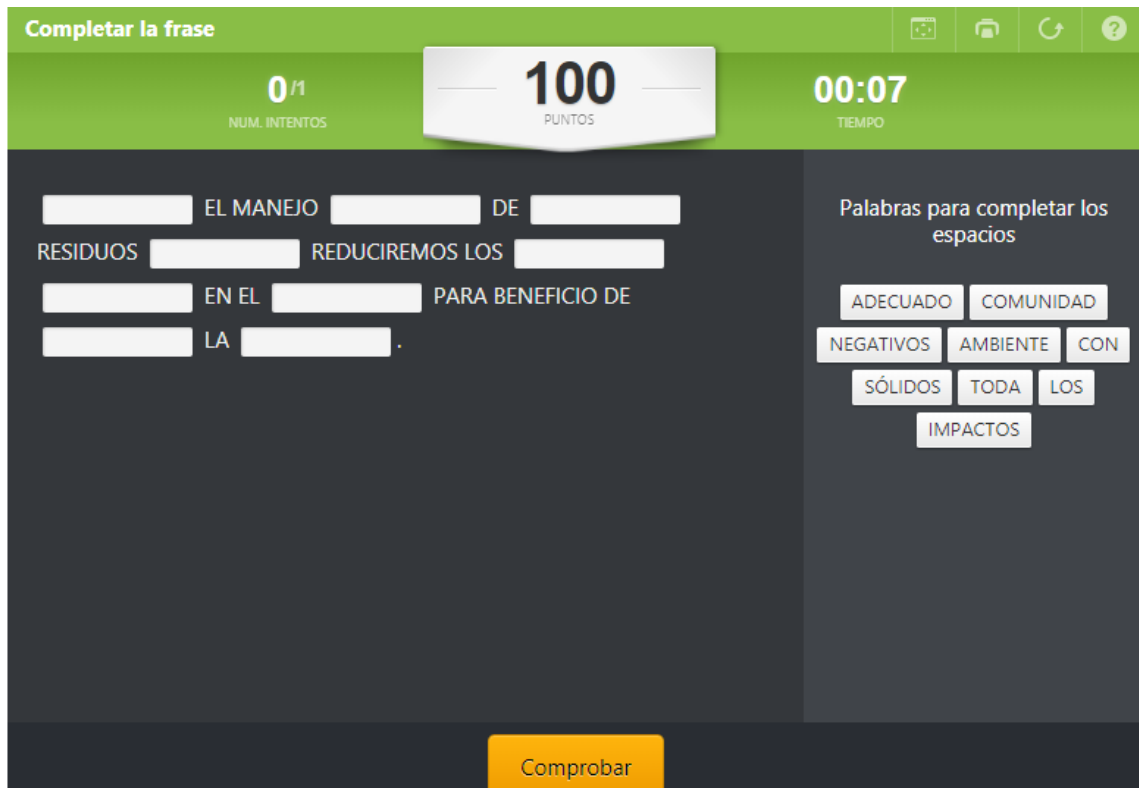 Completar la frase
0/1
NUM. INTENTOS
100
PUNTOS
00:07
TIEMPO
EL MANEJO DE
RESIDUOS REDUCIREMOS LOS
EN EL PARA BENEFICIO DE
LA .
Palabras para completar los
espacios
ADECUADO COMUNIDAD
NEGATIVOS AMBIENTE CON
SÓLIDOS TODA LOS
IMPACTOS
Comprobar